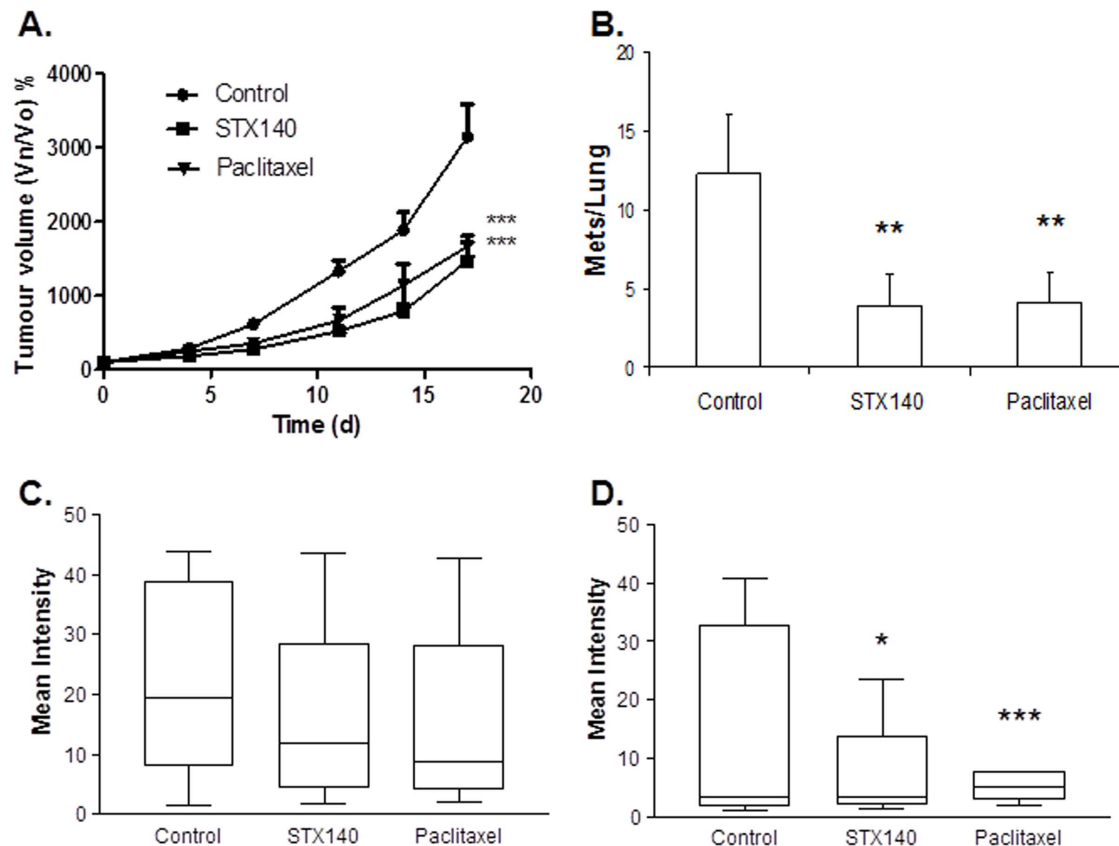 A.
Tumour volume (Vn/Vo) %
4000
3000
2000
1000
0
Control
STX140
Paclitaxel
***
***
0 5 10 15 20
Time (d)
B.
Mets/Lung
20
15
10
5
0
**
**
Control STX140 Paclitaxel
C.
Mean Intensity
50
40
30
20
10
0
Control STX140 Paclitaxel
D.
Mean Intensity
50
40
30
20
10
0
*
***
Control STX140 Paclitaxel